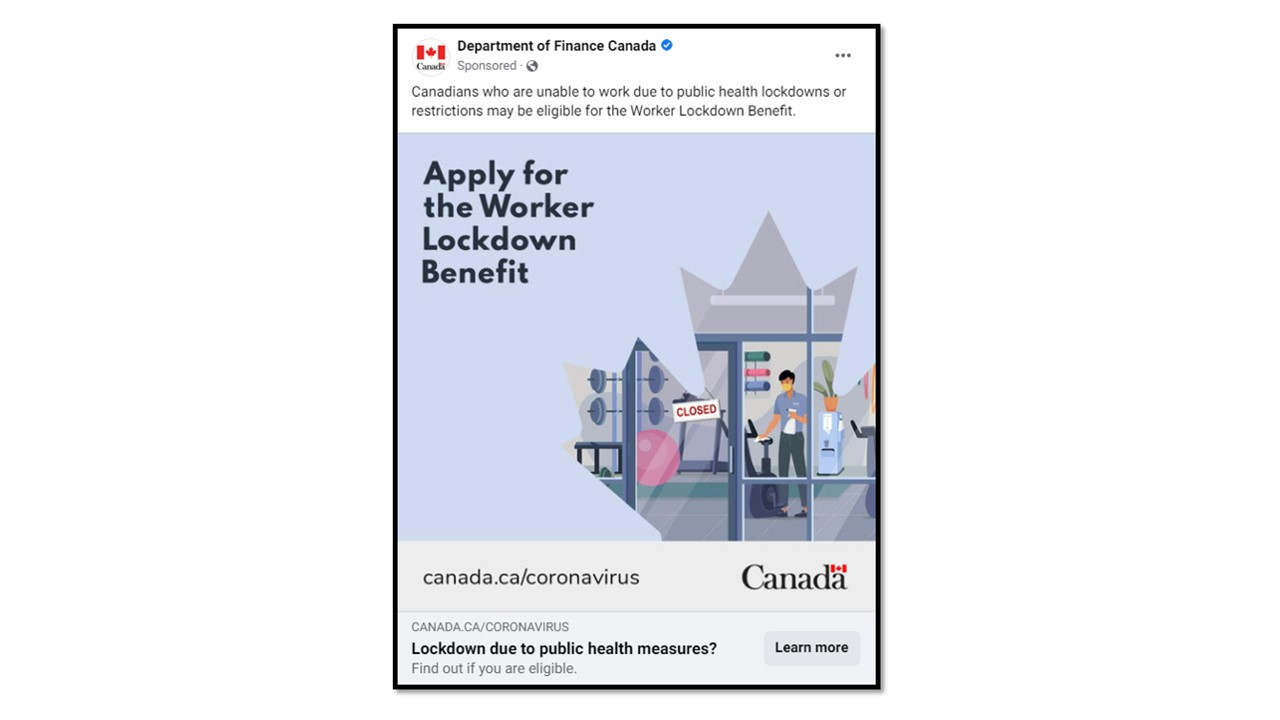 Canada
Department of Finance Canada
Sponsored ·
Canadians who are unable to work due to public health lockdowns or
restrictions may be eligible for the Worker Lockdown Benefit.
Apply for
the Worker
Lockdown
Benefit
CLOSED
canada.ca/coronavirus
Canada
CANADA.CA/CORONAVIRUS
Lockdown due to public health measures?
Learn more
Find out if you are eligible.